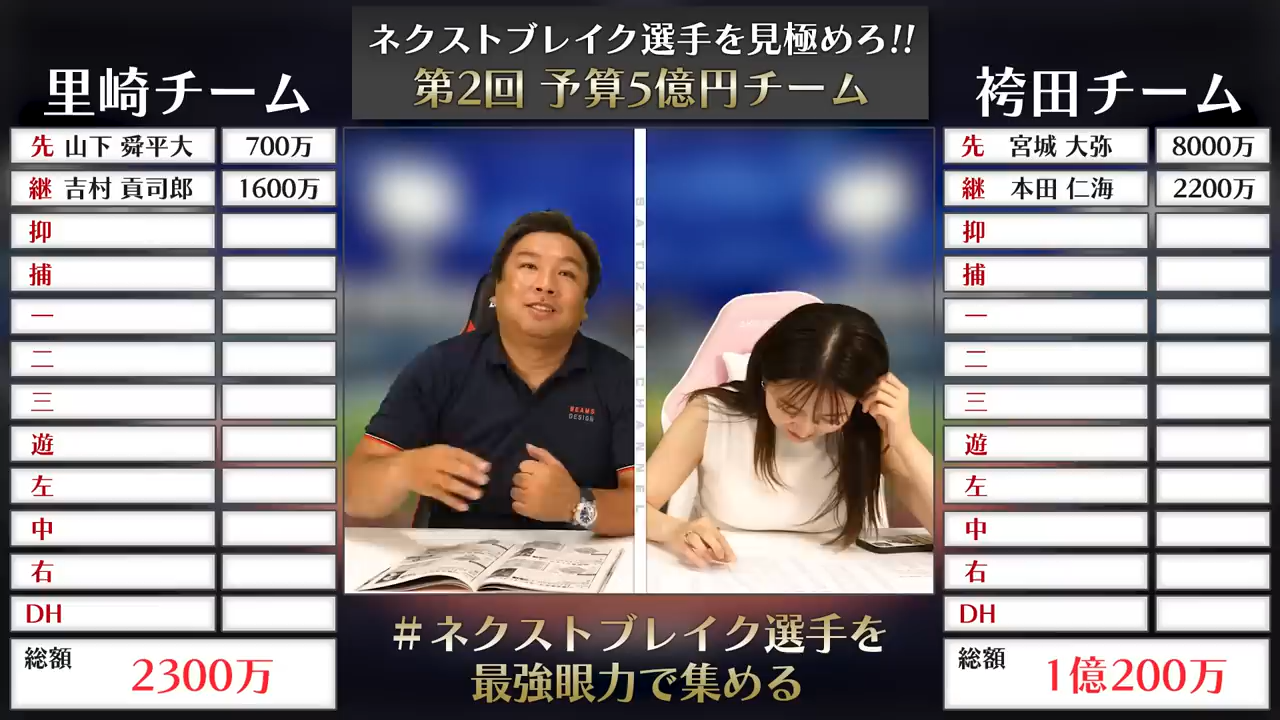 ネクストブレイク選手を見極めろ!!
第2回 予算5億円チーム
里崎チーム
先 山下 舜平大 700万
継 吉村 貢司郎 1600万
抑
捕
一
二
三
遊
左
中
右
DH
総額 2300万
SATOZAKI CHANNEL
BEAMS
DESIGN
袴田チーム
先 宮城 大弥 8000万
継 本田 仁海 2200万
抑
捕
一
二
三
遊
左
中
右
DH
総額 1億200万
#ネクストブレイク選手を
最強眼力で集める